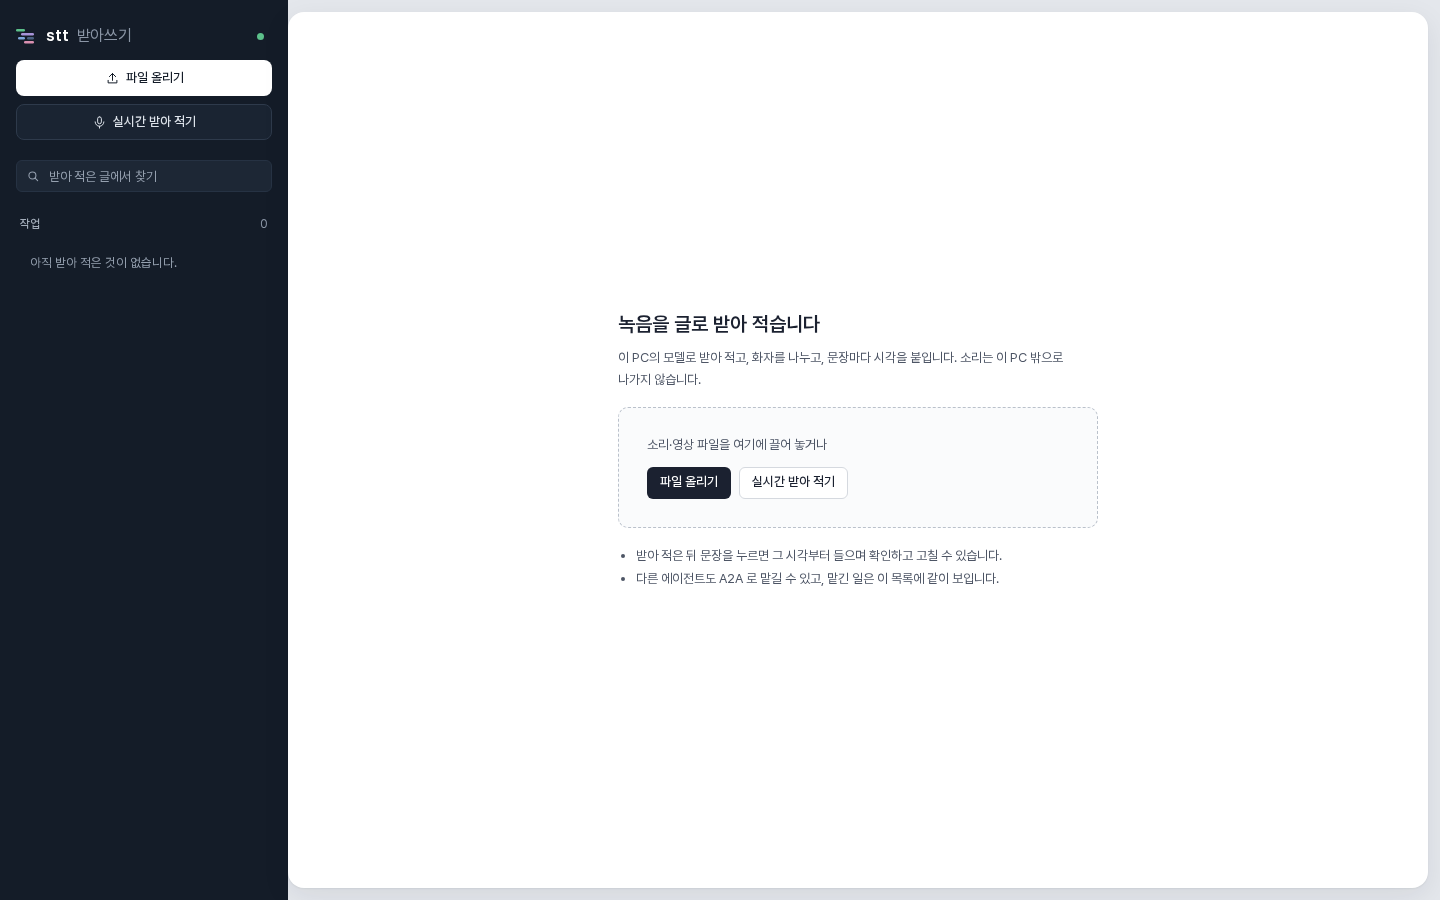 stt 받아쓰기
파일 올리기
실시간 받아 적기
받아 적은 글에서 찾기
작업 0
아직 받아 적은 것이 없습니다.
녹음을 글로 받아 적습니다
이 PC의 모델로 받아 적고, 화자를 나누고, 문장마다 시각을 붙입니다. 소리는 이 PC 밖으로
나가지 않습니다.
소리·영상 파일을 여기에 끌어 놓거나
파일 올리기 실시간 받아 적기
• 받아 적은 뒤 문장을 누르면 그 시각부터 들으며 확인하고 고칠 수 있습니다.
• 다른 에이전트도 A2A 로 맡길 수 있고, 맡긴 일은 이 목록에 같이 보입니다.